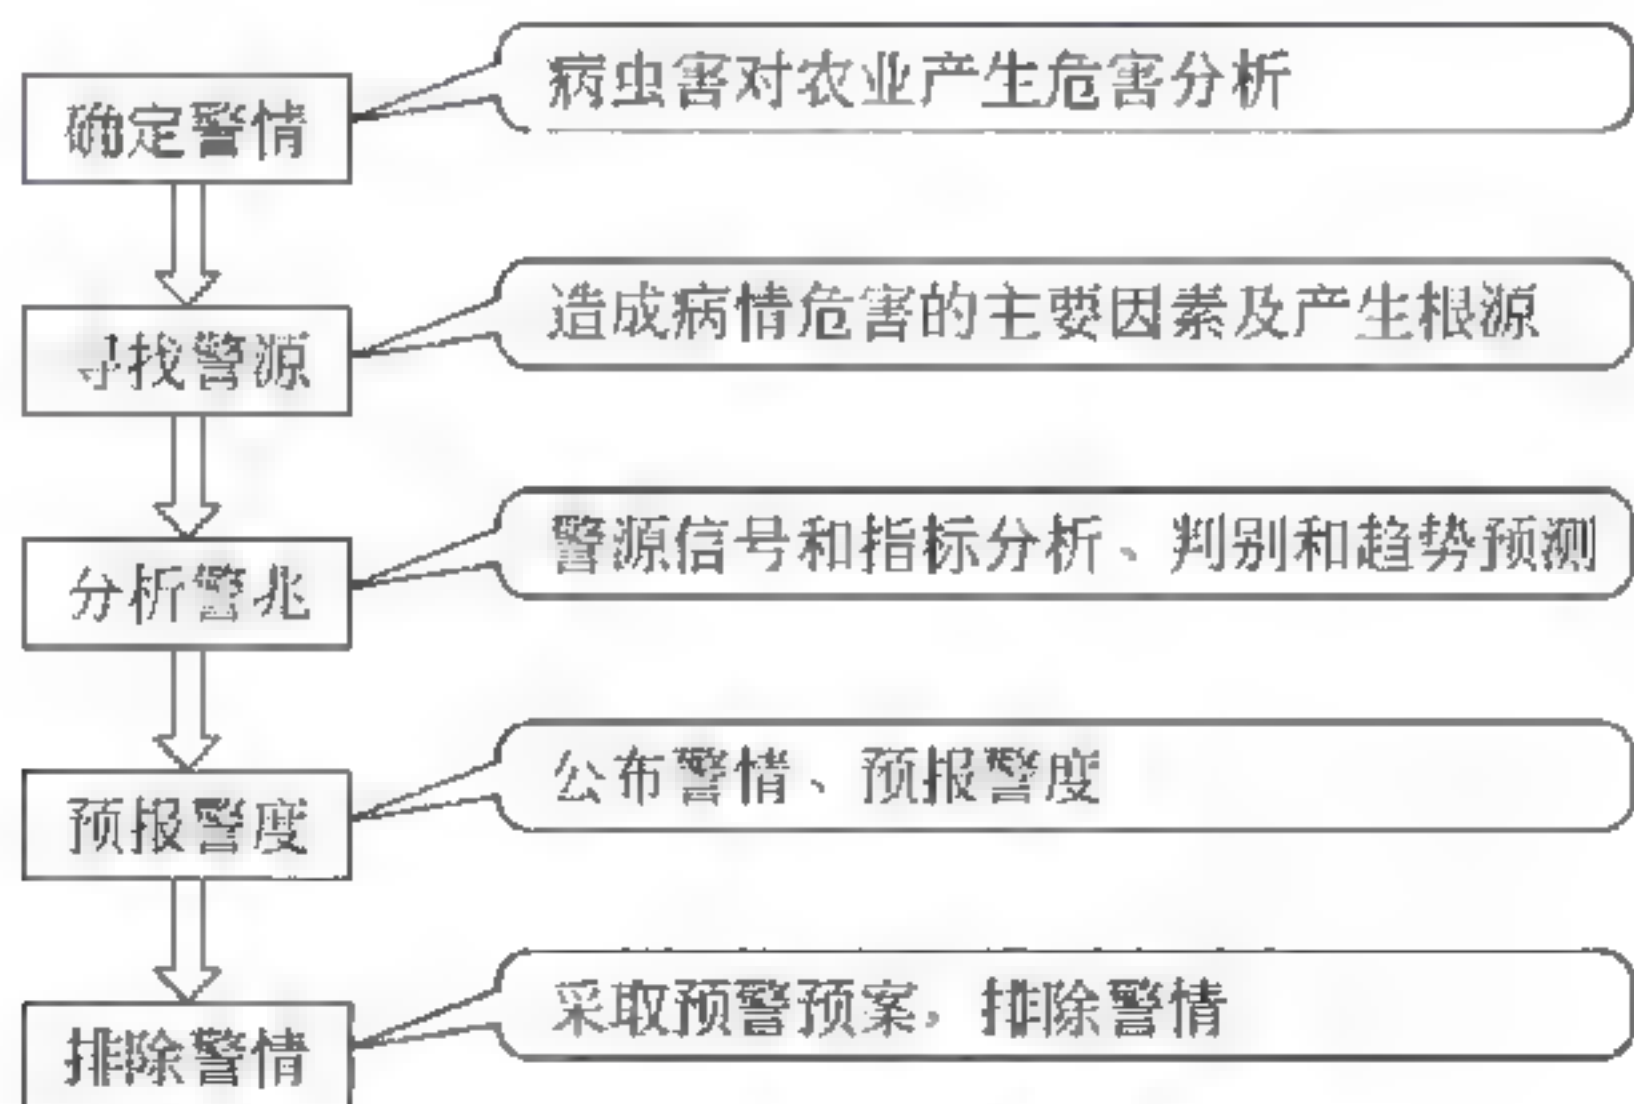 确定警情
病虫害对农业产生危害分析
寻找警源
造成病情危害的主要因素及产生根源
分析警兆
警源信号和指标分析、判别和趋势预测
预报警度
公布警情、预报警度
排除警情
采取预警预案，排除警情